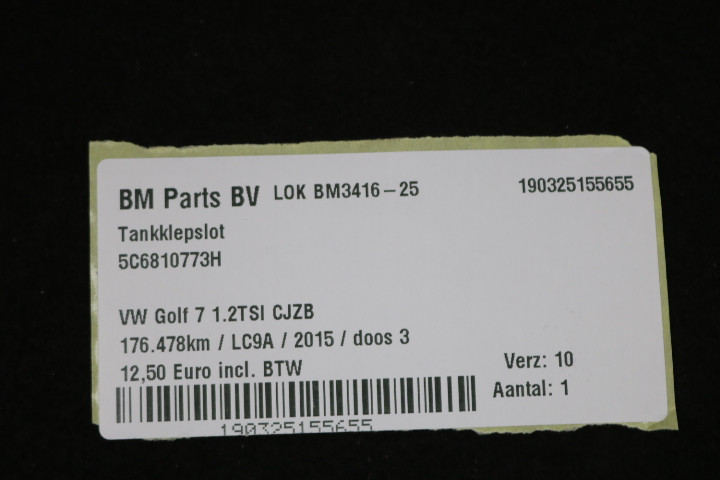 BM Parts BV LOK BM3416-25 190325155655
Tankklepslot
5C6810773H
VW Golf 7 1.2TSI CJZB
176.478km / LC9A / 2015 / doos 3
12,50 Euro incl. BTW
Verz: 10
Aantal: 1
190325155655